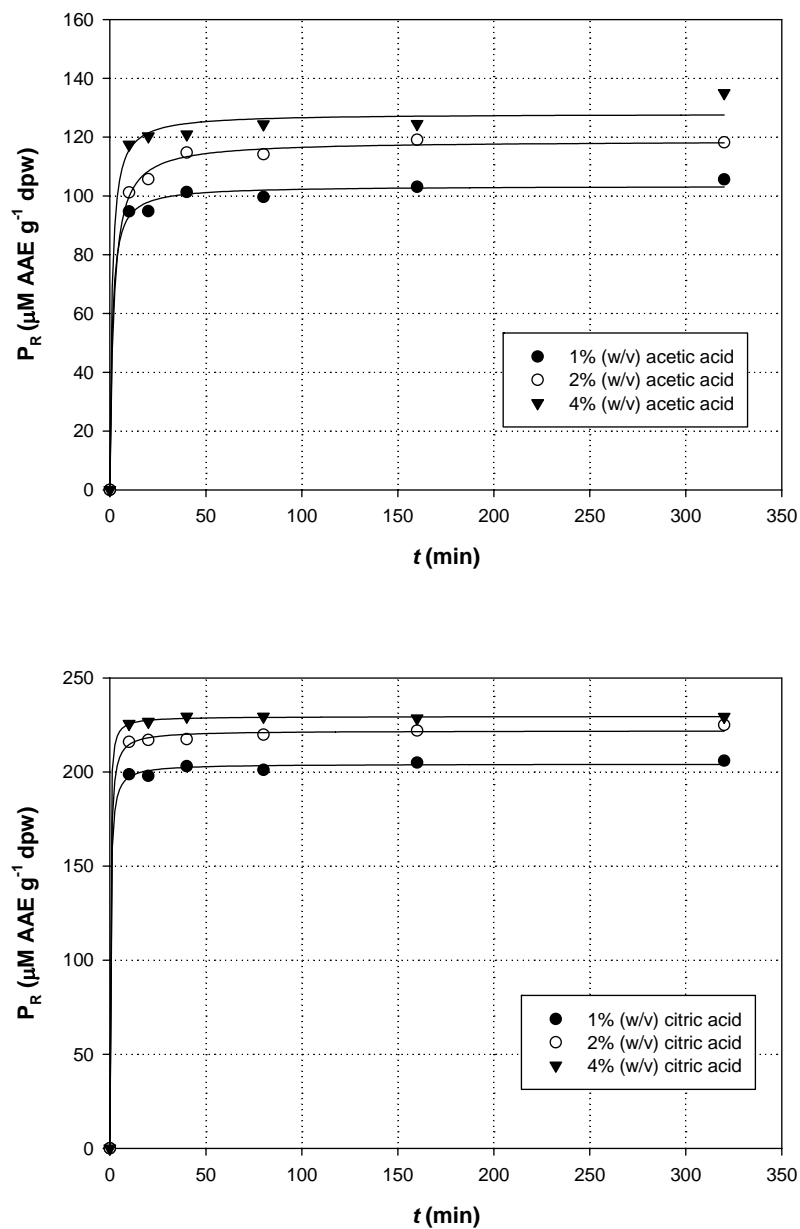 160
140
120
100
80
60
40
20
0
P_R (μM AAE g⁻¹ dpw)
1% (w/v) acetic acid
2% (w/v) acetic acid
4% (w/v) acetic acid
0 50 100 150 200 250 300 350
t (min)
250
200
150
100
50
0
P_R (μM AAE g⁻¹ dpw)
1% (w/v) citric acid
2% (w/v) citric acid
4% (w/v) citric acid
0 50 100 150 200 250 300 350
t (min)